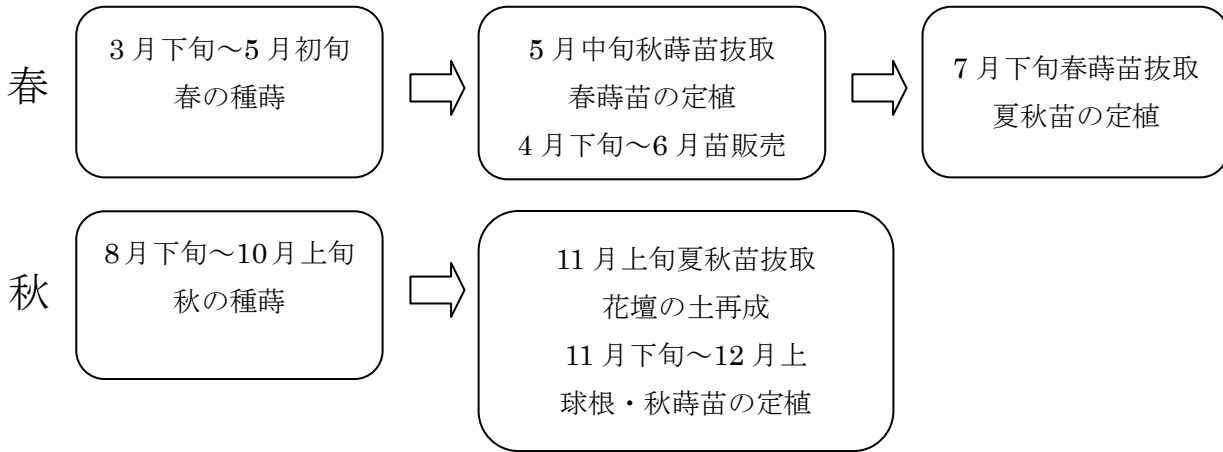 春
3月下旬～5月初旬
春の種蒔
5月中旬秋蒔苗抜取
春蒔苗の定植
4月下旬～6月苗販売
7月下旬春蒔苗抜取
夏秋苗の定植
秋
8月下旬～10月上旬
秋の種蒔
11月上旬夏秋苗抜取
花壇の土再成
11月下旬～12月上
球根・秋蒔苗の定植